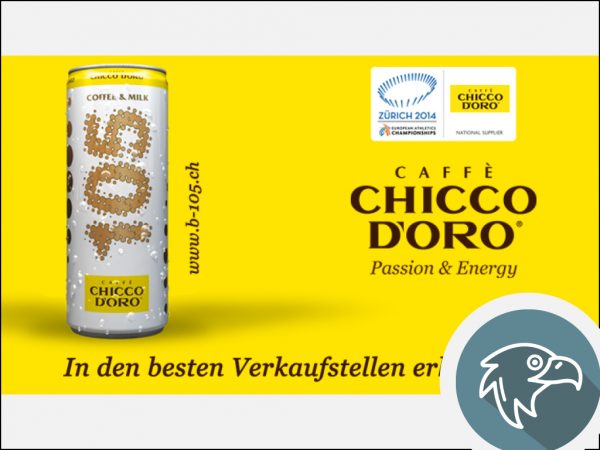 CAFFÈ
CHICCO D'ORO
COFFEE & MILK
105
CAFFÈ
CHICCO
D'ORO
www.b-105.ch
ZÜRICH 2014
EUROPEAN ATHLETICS
CHAMPIONSHIPS
CAFFÈ
CHICCO
D'ORO
NATIONAL SUPPLIER
CAFFÈ
CHICCO
D'ORO®
Passion & Energy
In den besten Verkaufstellen